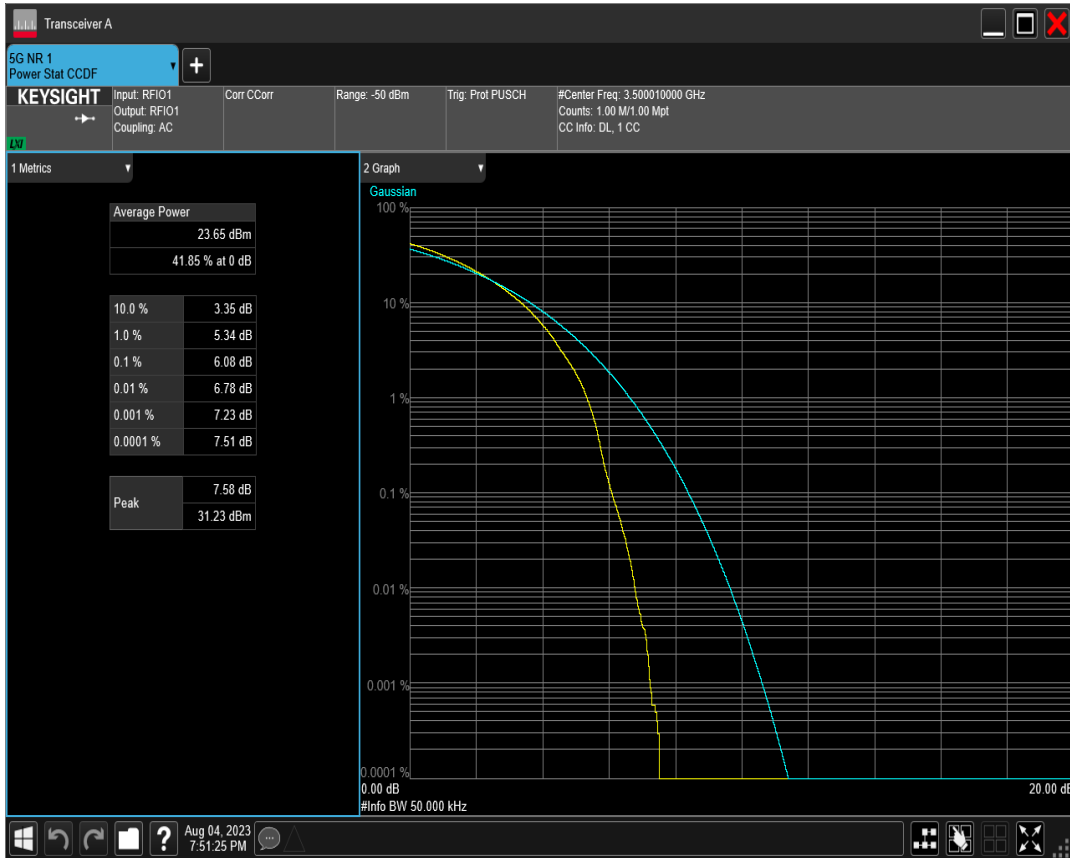 Transceiver A
5G NR 1
Power Stat CCDF
+
KEYSIGHT
LXI
Input: RFIO1
Output: RFIO1
Coupling: AC
Corr CCorr
Range: -50 dBm
Trig: Prot PUSCH
#Center Freq: 3.500010000 GHz
Counts: 1.00 M/1.00 Mpt
CC Info: DL, 1 CC
1 Metrics
Average Power
23.65 dBm
41.85 % at 0 dB
10.0 % 3.35 dB
1.0 % 5.34 dB
0.1 % 6.08 dB
0.01 % 6.78 dB
0.001 % 7.23 dB
0.0001 % 7.51 dB
Peak 7.58 dB
31.23 dBm
2 Graph
Gaussian
100 %
10 %
1 %
0.1 %
0.01 %
0.001 %
0.0001 %
0.00 dB 20.00 dB
#Info BW 50.000 kHz
? Aug 04, 2023
7:51:25 PM